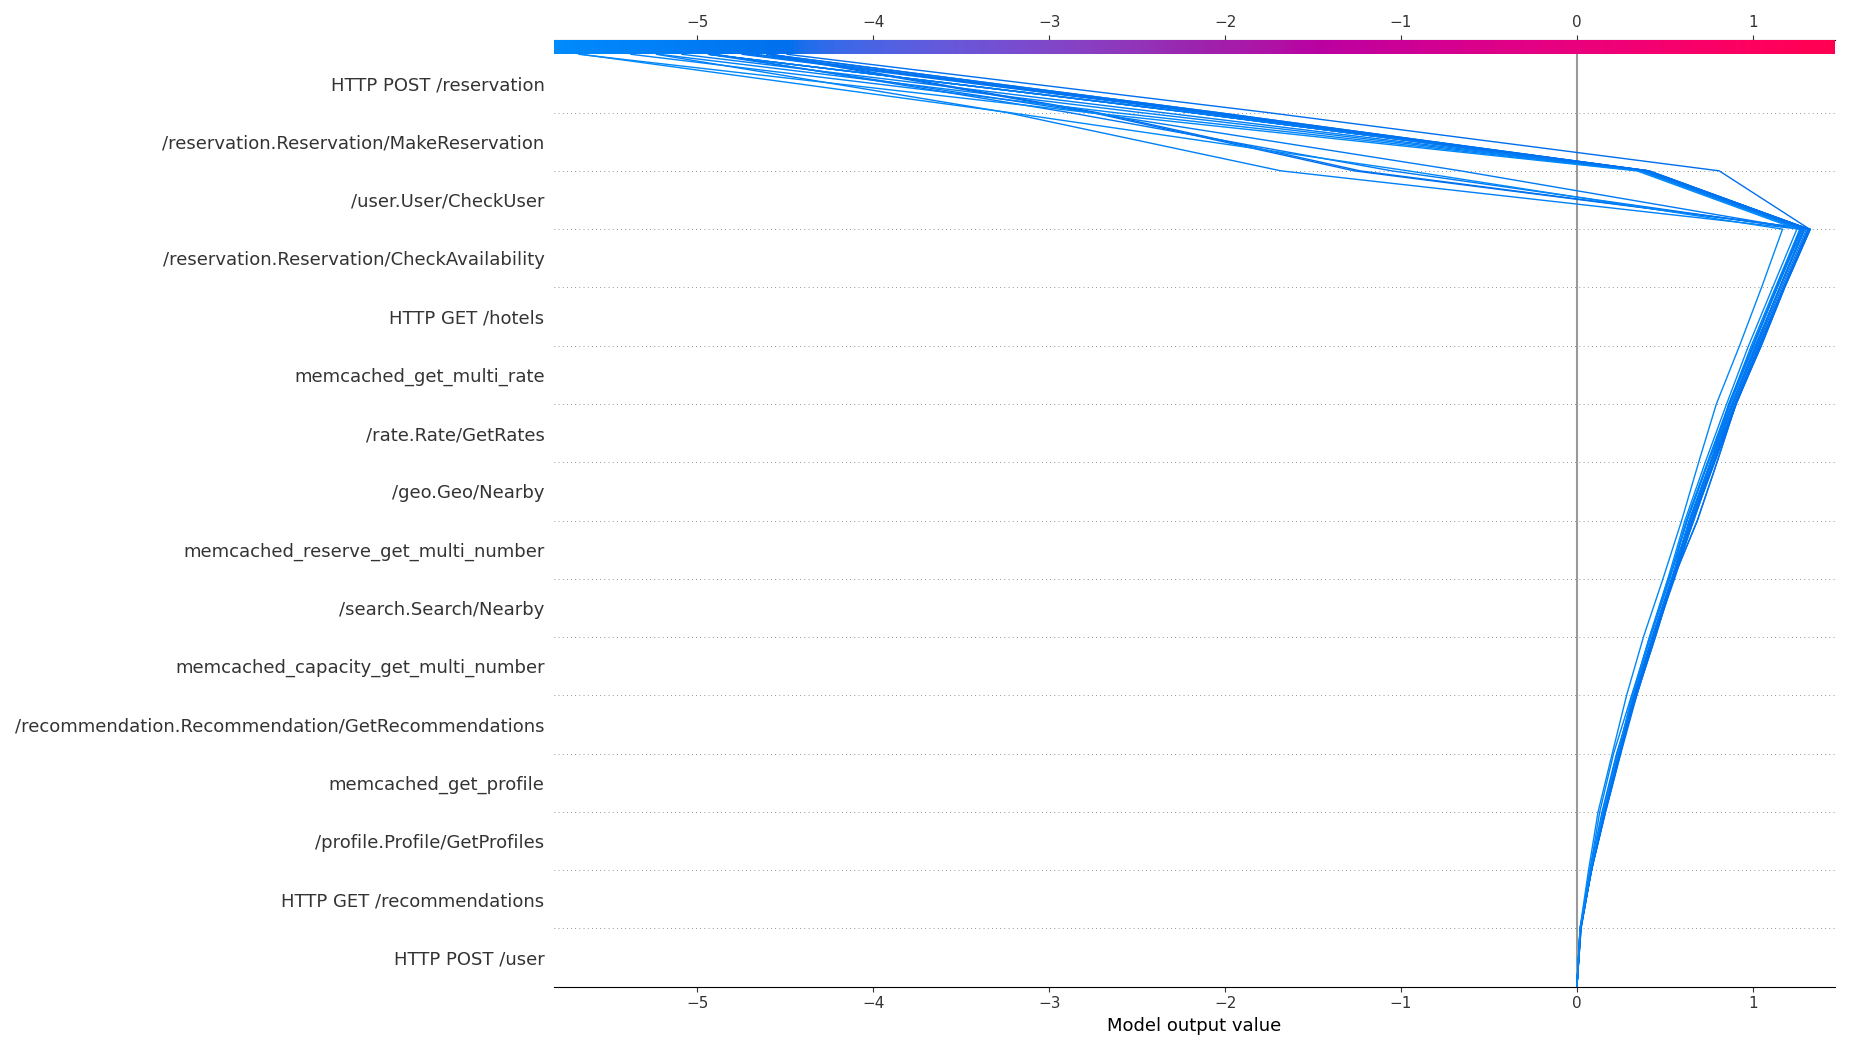 −5 −4 −3 −2 −1 0 1
HTTP POST /reservation
/reservation.Reservation/MakeReservation
/user.User/CheckUser
/reservation.Reservation/CheckAvailability
HTTP GET /hotels
memcached_get_multi_rate
/rate.Rate/GetRates
/geo.Geo/Nearby
memcached_reserve_get_multi_number
/search.Search/Nearby
memcached_capacity_get_multi_number
/recommendation.Recommendation/GetRecommendations
memcached_get_profile
/profile.Profile/GetProfiles
HTTP GET /recommendations
HTTP POST /user
−5 −4 −3 −2 −1 0 1
Model output value